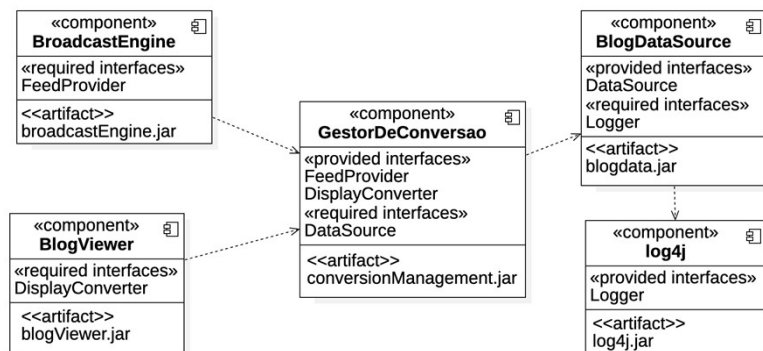 «component»
BroadcastEngine
«required interfaces»
FeedProvider
<<artifact>>
broadcastEngine.jar
«component»
BlogViewer
«required interfaces»
DisplayConverter
<<artifact>>
blogViewer.jar
«component»
GestorDeConversao
«provided interfaces»
FeedProvider
DisplayConverter
«required interfaces»
DataSource
<<artifact>>
conversionManagement.jar
«component»
BlogDataSource
«provided interfaces»
DataSource
«required interfaces»
Logger
<<artifact>>
blogdata.jar
«component»
log4j
«provided interfaces»
Logger
<<artifact>>
log4j.jar